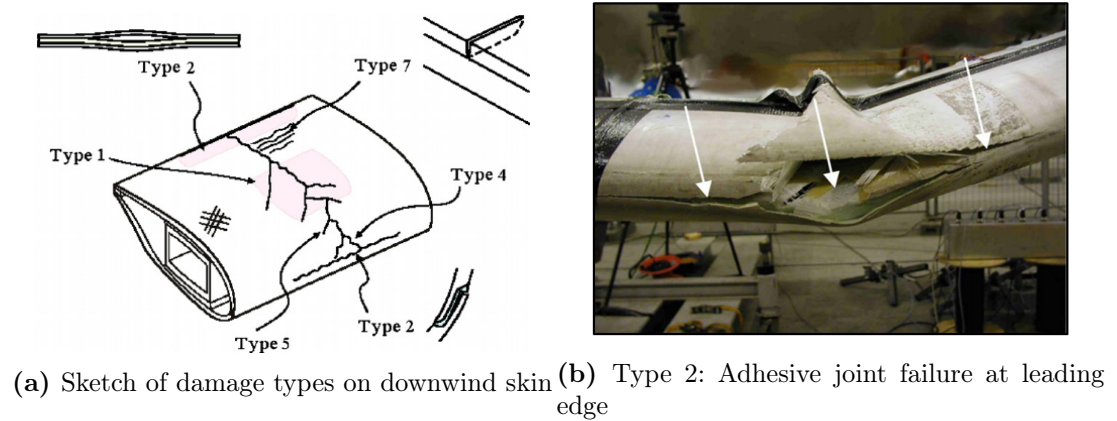 Type 2
Type 7
Type 1
Type 4
Type 2
Type 5
(a) Sketch of damage types on downwind skin
(b) Type 2: Adhesive joint failure at leading
edge